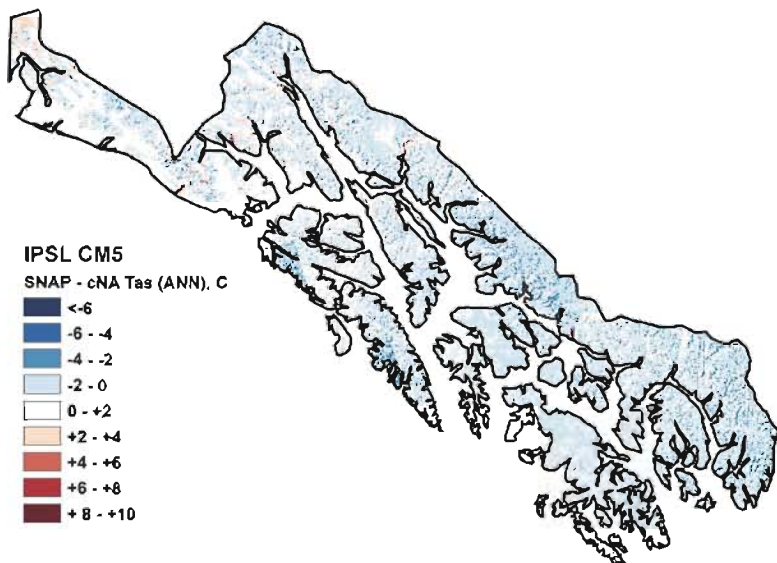 IPSL CM5
SNAP - cNA Tas (ANN), C
<-6
-6 - -4
-4 - -2
-2 - 0
0 - +2
+2 - +4
+4 - +6
+6 - +8
+ 8 - +10